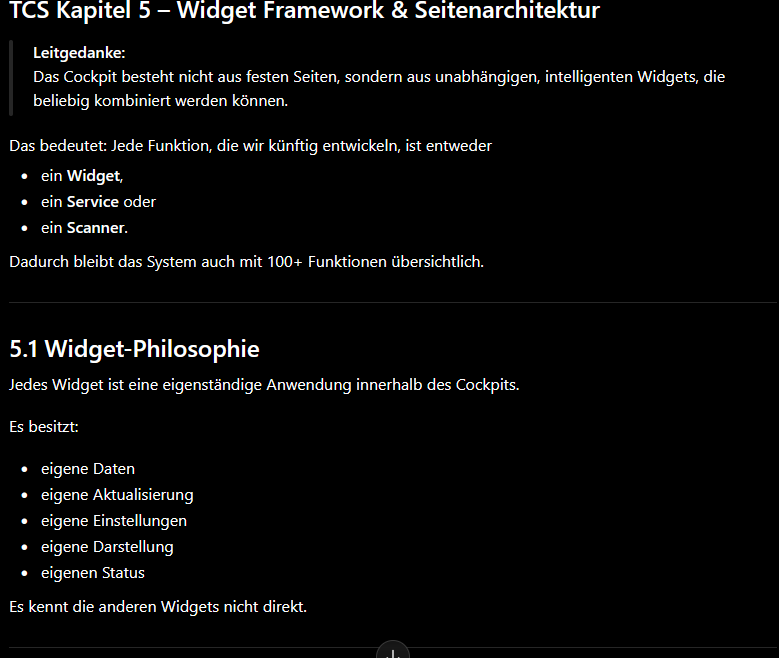 TCS Kapitel 5 – Widget Framework & Seitenarchitektur
Leitgedanke:
Das Cockpit besteht nicht aus festen Seiten, sondern aus unabhängigen, intelligenten Widgets, die
beliebig kombiniert werden können.
Das bedeutet: Jede Funktion, die wir künftig entwickeln, ist entweder
• ein Widget,
• ein Service oder
• ein Scanner.
Dadurch bleibt das System auch mit 100+ Funktionen übersichtlich.
5.1 Widget-Philosophie
Jedes Widget ist eine eigenständige Anwendung innerhalb des Cockpits.
Es besitzt:
• eigene Daten
• eigene Aktualisierung
• eigene Einstellungen
• eigene Darstellung
• eigenen Status
Es kennt die anderen Widgets nicht direkt.